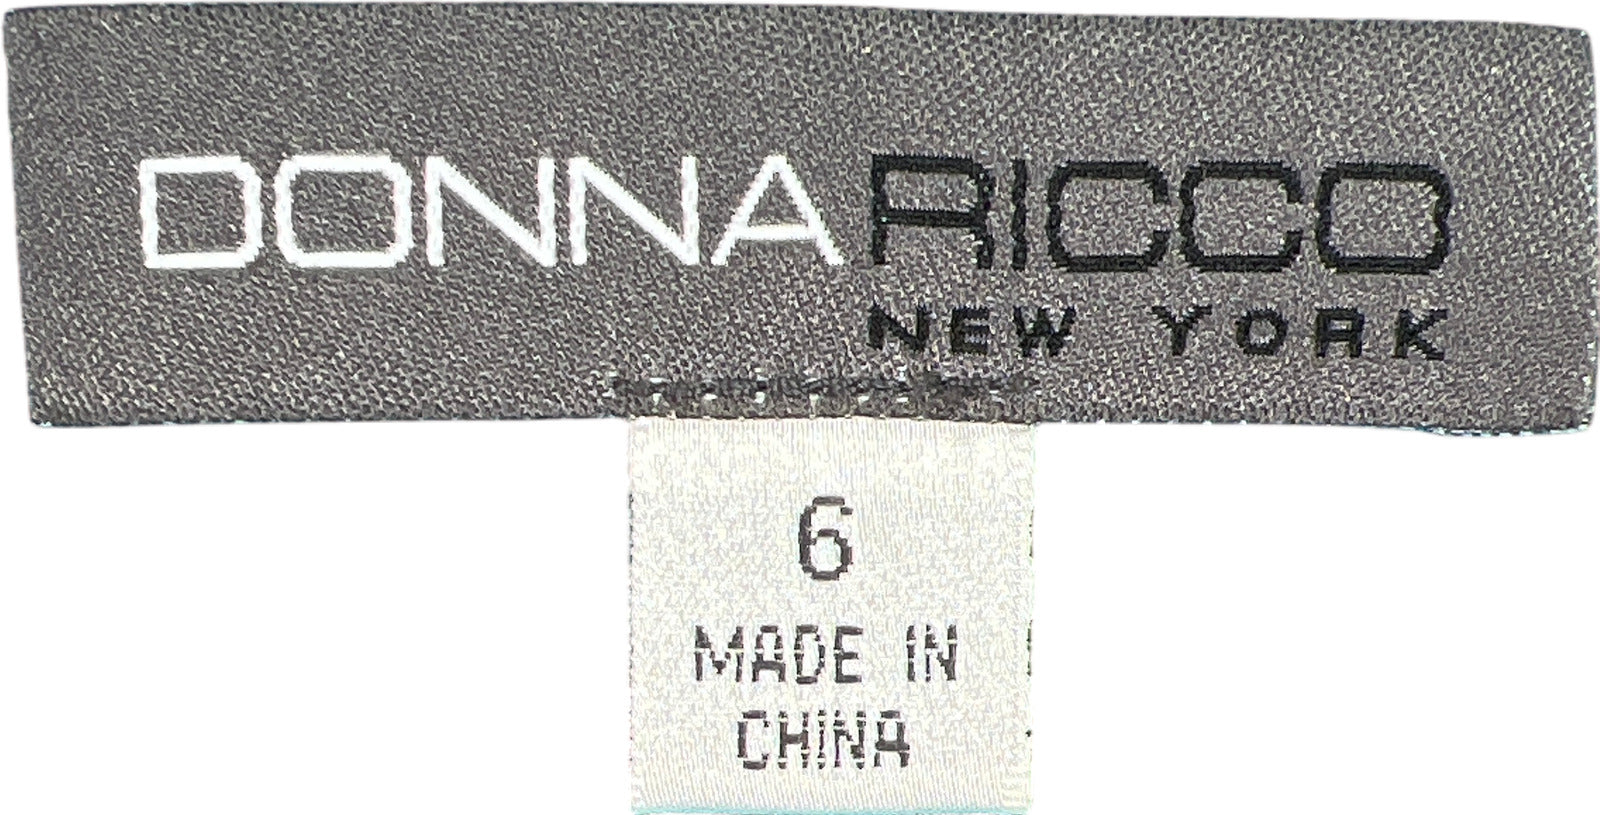 DONNA RICCO
NEW YORK
6
MADE IN
CHINA